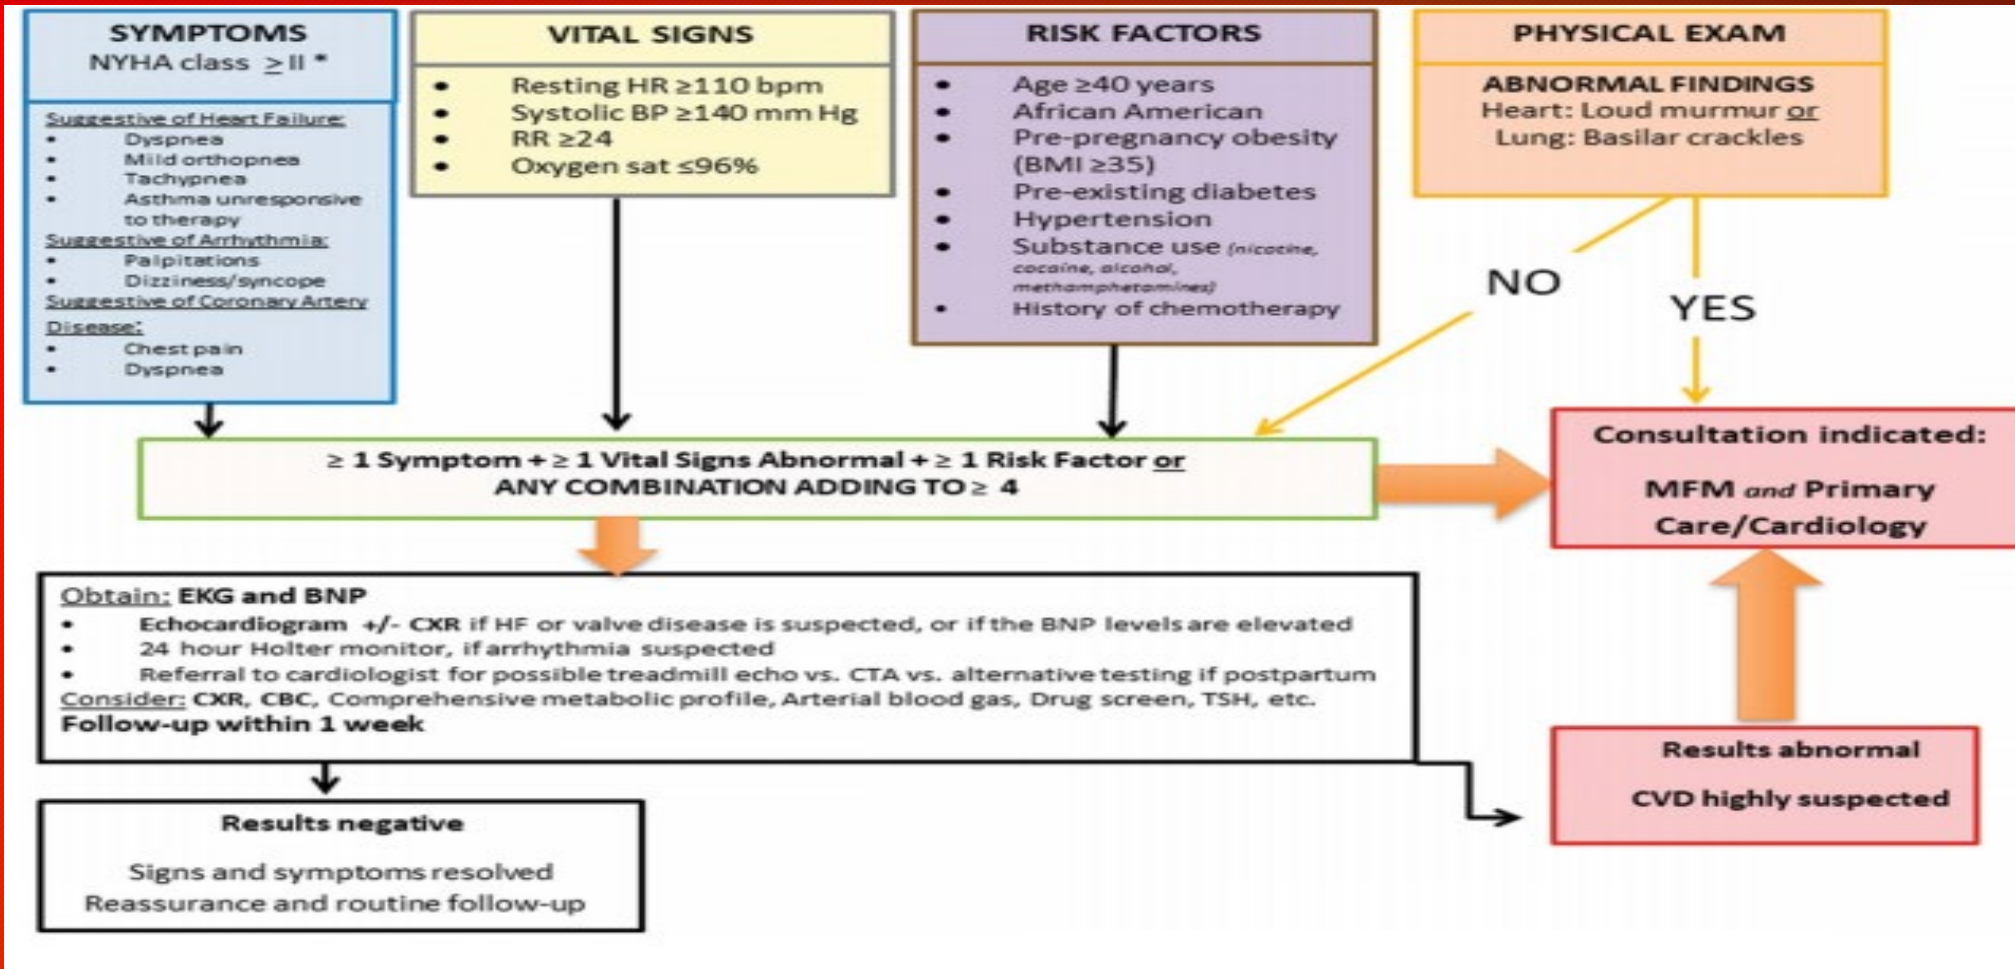 SYMPTOMS
NYHA class ≥ II *
Suggestive of Heart Failure:
• Dyspnea
• Mild orthopnea
• Tachypnea
• Asthma unresponsive
to therapy
Suggestive of Arrhythmia:
• Palpitations
• Dizziness/syncope
Suggestive of Coronary Artery
Disease:
• Chest pain
• Dyspnea
VITAL SIGNS
• Resting HR ≥110 bpm
• Systolic BP ≥140 mm Hg
• RR ≥24
• Oxygen sat ≤96%
RISK FACTORS
• Age ≥40 years
• African American
• Pre-pregnancy obesity
(BMI ≥35)
• Pre-existing diabetes
• Hypertension
• Substance use (nicotine,
cocaine, alcohol,
methamphetamines)
• History of chemotherapy
PHYSICAL EXAM
ABNORMAL FINDINGS
Heart: Loud murmur or
Lung: Basilar crackles
NO
YES
≥ 1 Symptom + ≥ 1 Vital Signs Abnormal + ≥ 1 Risk Factor or
ANY COMBINATION ADDING TO ≥ 4
Consultation indicated:
MFM and Primary
Care/Cardiology
Obtain: EKG and BNP
• Echocardiogram +/- CXR if HF or valve disease is suspected, or if the BNP levels are elevated
• 24 hour Holter monitor, if arrhythmia suspected
• Referral to cardiologist for possible treadmill echo vs. CTA vs. alternative testing if postpartum
Consider: CXR, CBC, Comprehensive metabolic profile, Arterial blood gas, Drug screen, TSH, etc.
Follow-up within 1 week
Results abnormal
CVD highly suspected
Results negative
Signs and symptoms resolved
Reassurance and routine follow-up